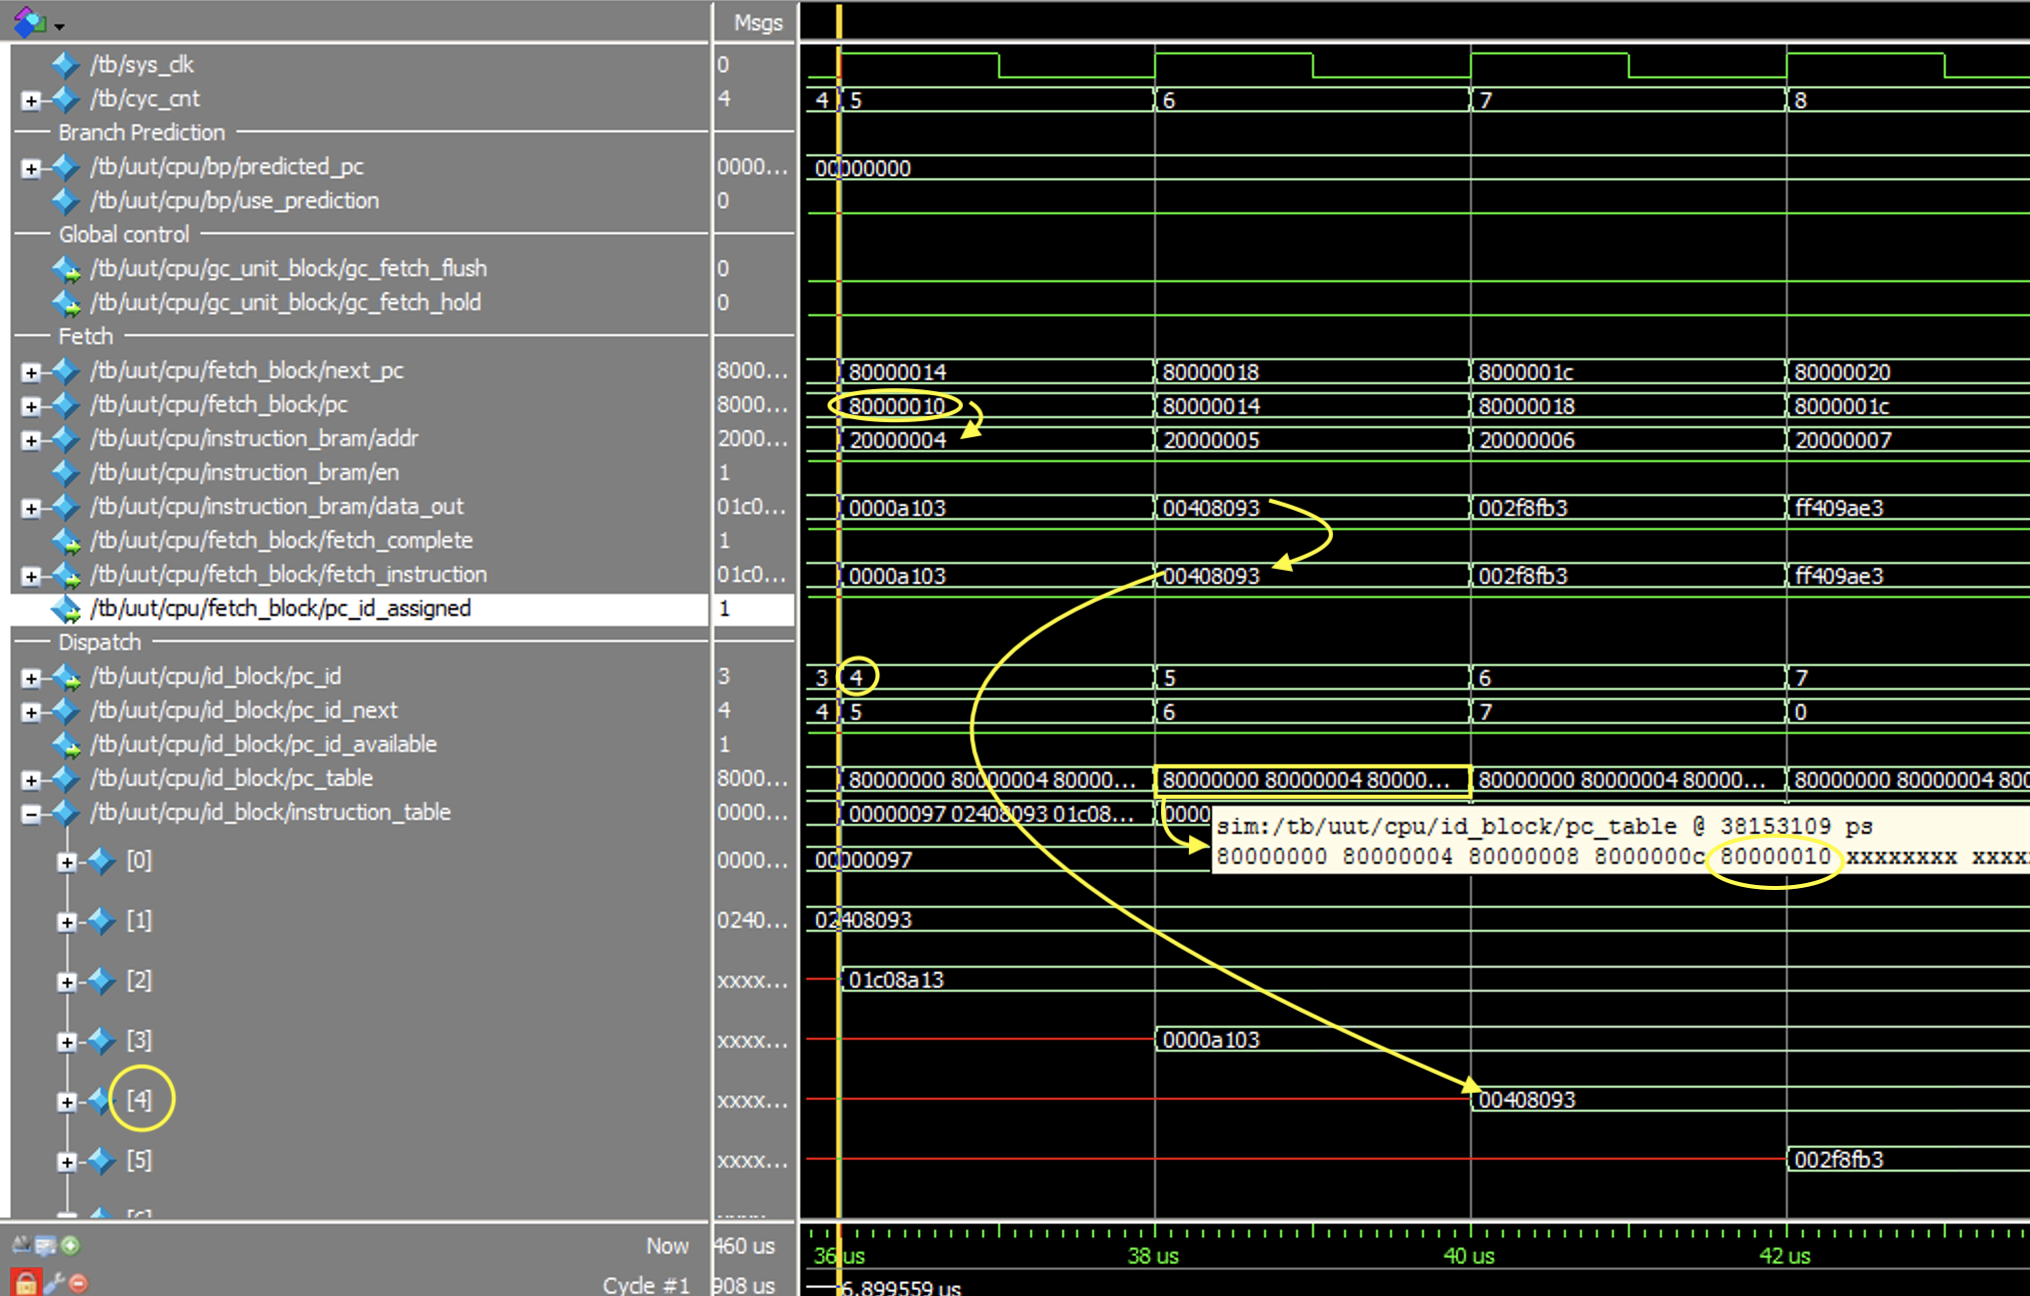 Msgs
/tb/sys_clk 0
/tb/cyc_cnt 4 4 5 6 7 8
Branch Prediction
/tb/uut/cpu/bp/predicted_pc 0000... 00000000
/tb/uut/cpu/bp/use_prediction 0
Global control
/tb/uut/cpu/gc_unit_block/gc_fetch_flush 0
/tb/uut/cpu/gc_unit_block/gc_fetch_hold 0
Fetch
/tb/uut/cpu/fetch_block/next_pc 8000... 80000014 80000018 8000001c 80000020
/tb/uut/cpu/fetch_block/pc 8000... 80000010 80000014 80000018 8000001c
/tb/uut/cpu/instruction_bram/addr 2000... 20000004 20000005 20000006 20000007
/tb/uut/cpu/instruction_bram/en 1
/tb/uut/cpu/instruction_bram/data_out 01c0... 0000a103 00408093 002f8fb3 ff409ae3
/tb/uut/cpu/fetch_block/fetch_complete 1
/tb/uut/cpu/fetch_block/fetch_instruction 01c0... 0000a103 00408093 002f8fb3 ff409ae3
/tb/uut/cpu/fetch_block/pc_id_assigned 1
Dispatch
/tb/uut/cpu/id_block/pc_id 3 3 4 5 6 7
/tb/uut/cpu/id_block/pc_id_next 4 4 5 6 7 0
/tb/uut/cpu/id_block/pc_id_available 1
/tb/uut/cpu/id_block/pc_table 8000... 80000000 80000004 80000... 80000000 80000004 80000... 80000000 80000004 80000... 80000000 80000004 800
/tb/uut/cpu/id_block/instruction_table 0000... 00000097 02408093 01c08... 0000
sim:/tb/uut/cpu/id_block/pc_table @ 38153109 ps
80000000 80000004 80000008 8000000c 80000010 xxxxxxxx xxxx
[0] 0000... 00000097
[1] 0240... 02408093
[2] xxxx... 01c08a13
[3] xxxx... 0000a103
[4] xxxx... 00408093
[5] xxxx... 002f8fb3
Now 460 us 36 us 38 us 40 us 42 us
Cycle #1 908 us 6.899559 us